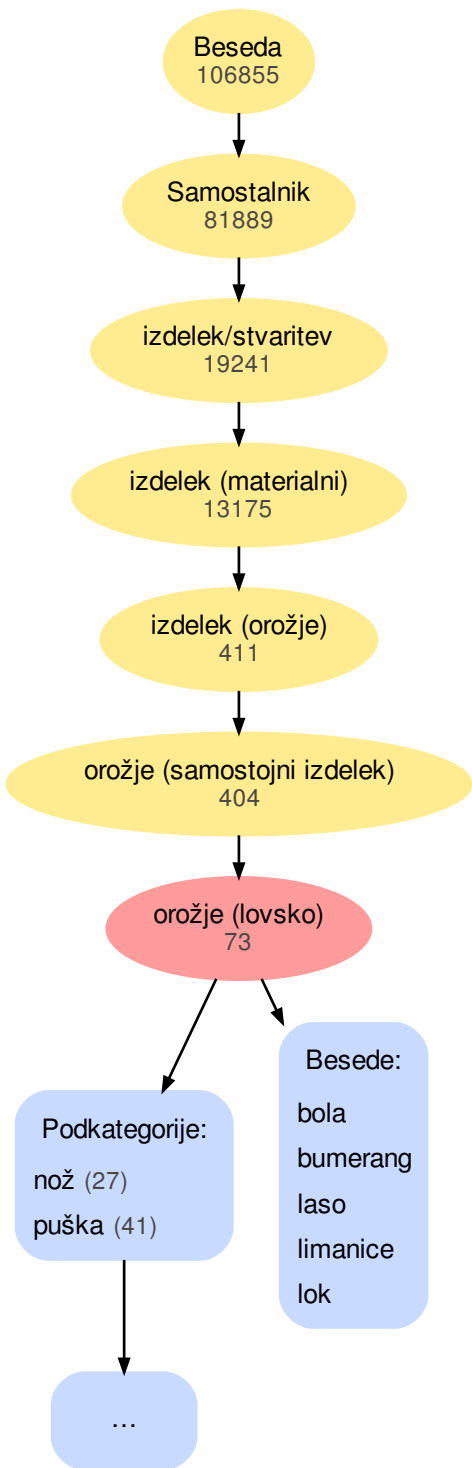 Beseda
106855
Samostalnik
81889
izdelek/stvaritev
19241
izdelek (materialni)
13175
izdelek (orožje)
411
orožje (samostojni izdelek)
404
orožje (lovsko)
73
Podkategorije:
nož (27)
puška (41)
...
Besede:
bola
bumerang
laso
limanice
lok